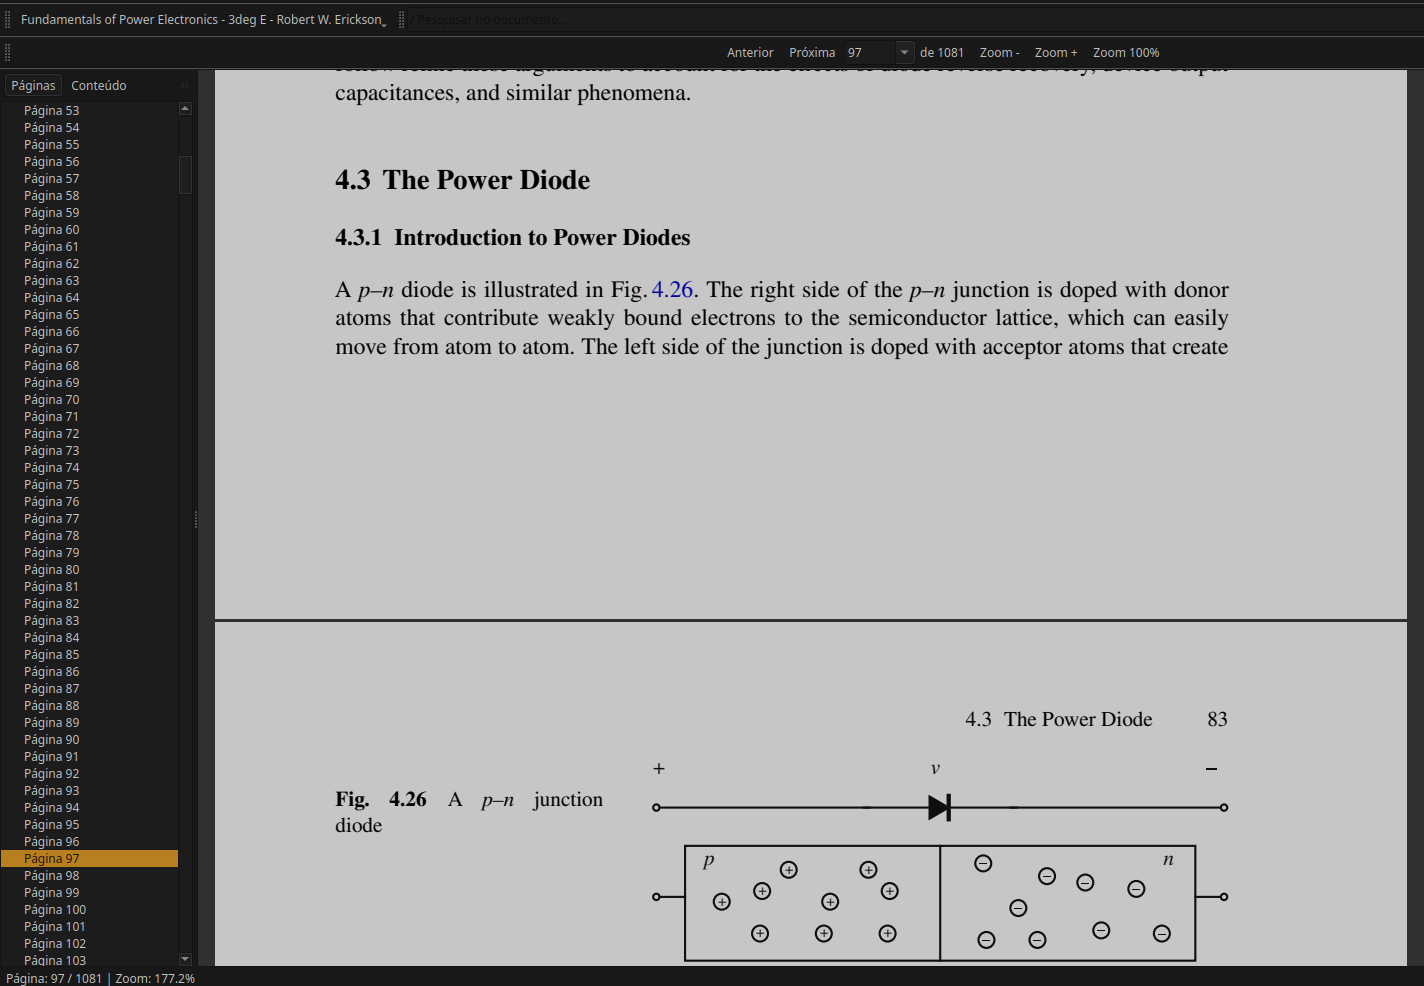 Fundamentals of Power Electronics - 3deg E - Robert W. Erickson
/ Pesquisar no documento...
Anterior Próxima 97 de 1081 Zoom - Zoom + Zoom 100%
Páginas Conteúdo
Página 53
Página 54
Página 55
Página 56
Página 57
Página 58
Página 59
Página 60
Página 61
Página 62
Página 63
Página 64
Página 65
Página 66
Página 67
Página 68
Página 69
Página 70
Página 71
Página 72
Página 73
Página 74
Página 75
Página 76
Página 77
Página 78
Página 79
Página 80
Página 81
Página 82
Página 83
Página 84
Página 85
Página 86
Página 87
Página 88
Página 89
Página 90
Página 91
Página 92
Página 93
Página 94
Página 95
Página 96
Página 97
Página 98
Página 99
Página 100
Página 101
Página 102
Página 103
capacitances, and similar phenomena.
4.3 The Power Diode
4.3.1 Introduction to Power Diodes
A p–n diode is illustrated in Fig. 4.26. The right side of the p–n junction is doped with donor
atoms that contribute weakly bound electrons to the semiconductor lattice, which can easily
move from atom to atom. The left side of the junction is doped with acceptor atoms that create
4.3 The Power Diode 83
Fig. 4.26 A p–n junction
diode
+ v −
p n
Página: 97 / 1081 | Zoom: 177.2%